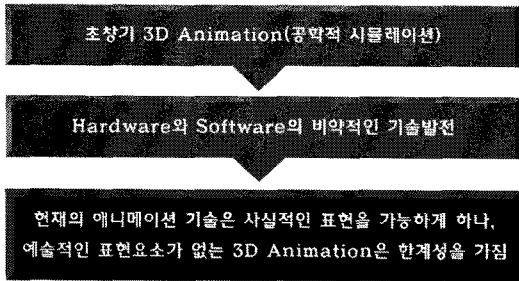 초창기 3D Animation(공학적 시뮬레이션)
Hardware와 Software의 비약적인 기술발전
현재의 애니메이션 기술은 사실적인 표현을 가능하게 하나,
예술적인 표현요소가 없는 3D Animation은 한계성을 가짐